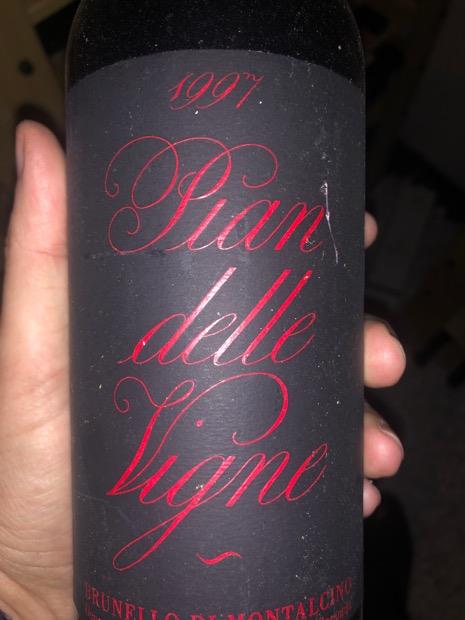 1997
Pian
delle
Vigne
BRUNELLO DI MONTALCINO